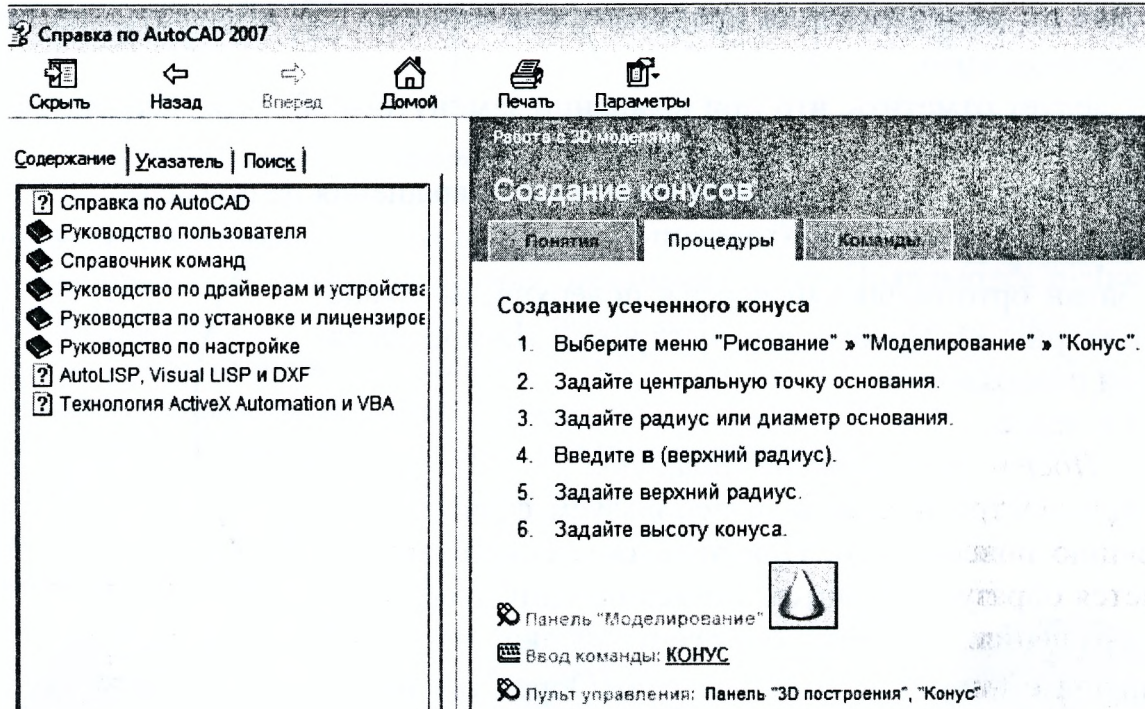 Справка по AutoCAD 2007
Скрыть Назад Вперед Домой Печать Параметры
Содержание Указатель Поиск
Справка по AutoCAD
Руководство пользователя
Справочник команд
Руководство по драйверам и устройства
Руководства по установке и лицензиров
Руководство по настройке
AutoLISP, Visual LISP и DXF
Технология ActiveX Automation и VBA
Работа с 3D моделями
Создание конусов
Понятия Процедуры Команды
Создание усеченного конуса
1. Выберите меню "Рисование" » "Моделирование" » "Конус".
2. Задайте центральную точку основания.
3. Задайте радиус или диаметр основания.
4. Введите в (верхний радиус).
5. Задайте верхний радиус.
6. Задайте высоту конуса.
Панель "Моделирование"
Ввод команды: КОНУС
Пульт управления: Панель "3D построения", "Конус"